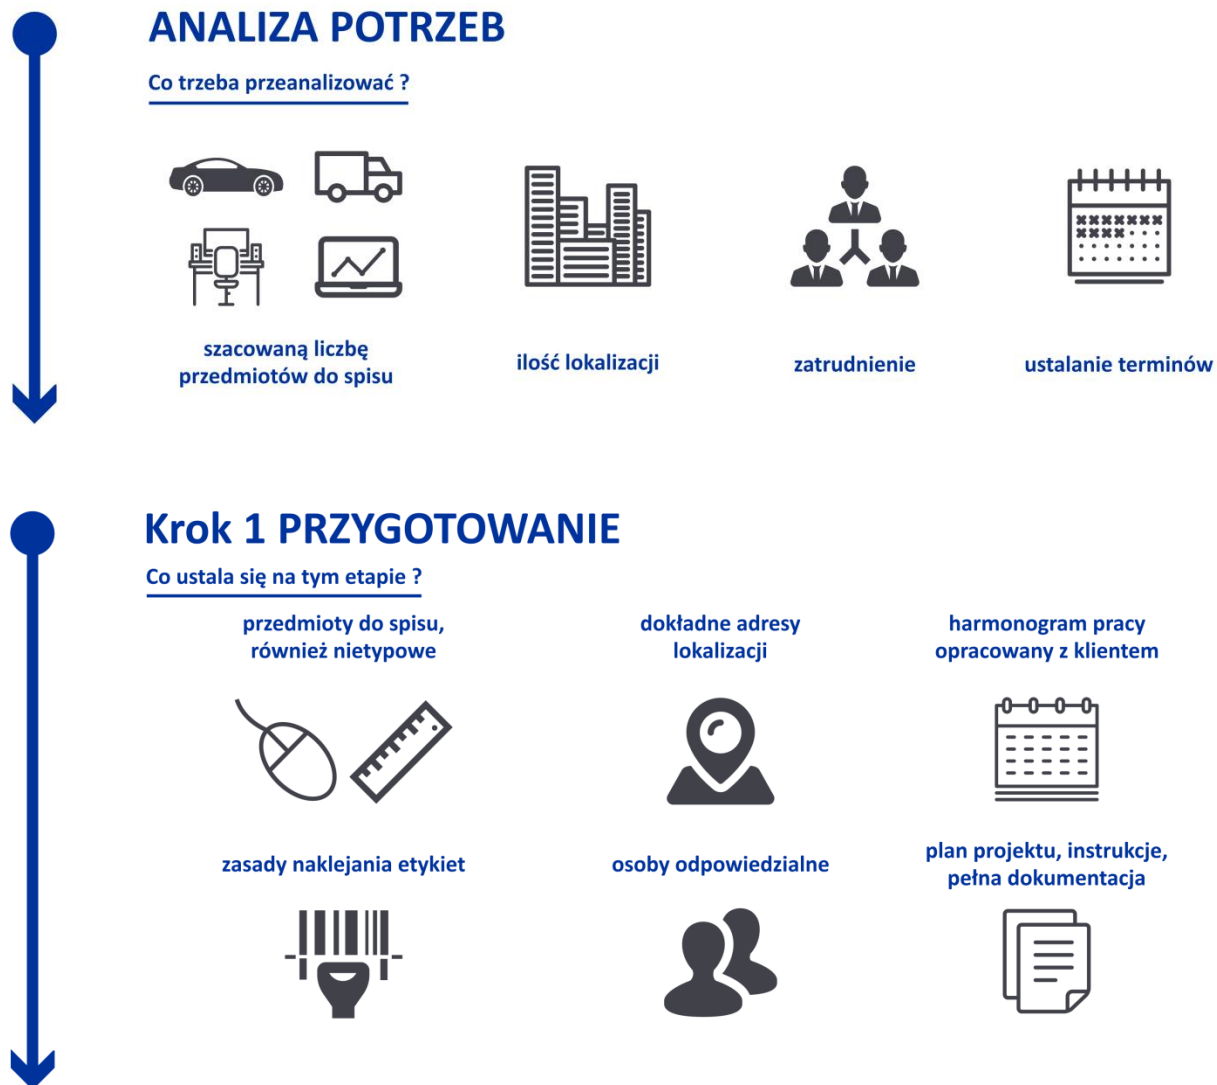 ANALIZA POTRZEB
Co trzeba przeanalizować ?
szacowaną liczbę
przedmiotów do spisu
ilość lokalizacji
zatrudnienie
ustalanie terminów
Krok 1 PRZYGOTOWANIE
Co ustala się na tym etapie ?
przedmioty do spisu,
również nietypowe
dokładne adresy
lokalizacji
harmonogram pracy
opracowany z klientem
zasady naklejania etykiet
osoby odpowiedzialne
plan projektu, instrukcje,
pełna dokumentacja